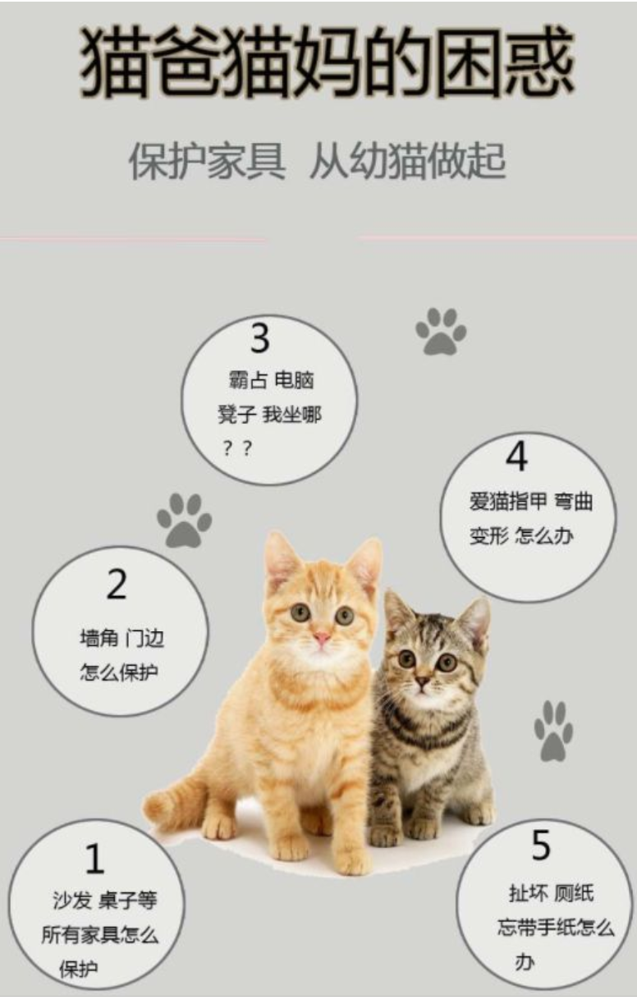 猫爸猫妈的困惑
保护家具 从幼猫做起
3
霸占 电脑
凳子 我坐哪
？？
4
爱猫指甲 弯曲
变形 怎么办
2
墙角 门边
怎么保护
1
沙发 桌子等
所有家具怎么
保护
5
扯坏 厕纸
忘带手纸怎么
办